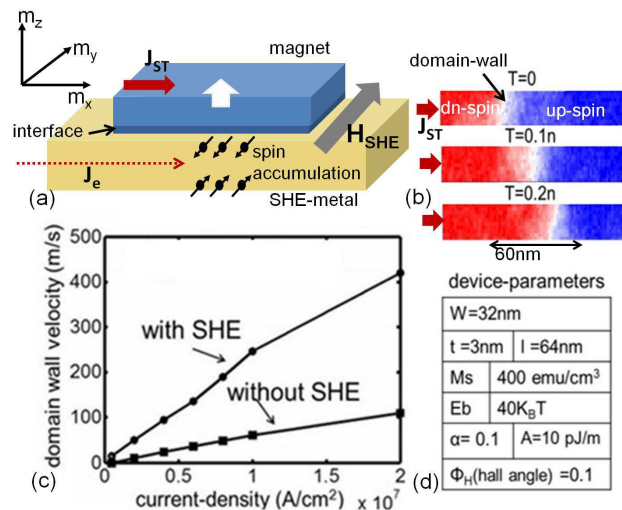 m_z
m_y
m_x
J_ST
magnet
interface
H_SHE
J_e
spin
accumulation
SHE-metal
(a)
domain-wall
T=0
dn-spin
up-spin
J_ST
T=0.1n
(b)
T=0.2n
60nm
domain wall velocity (m/s)
500
400
300
200
100
0
with SHE
without SHE
0
0.5
1
1.5
2
x 10^7
current-density (A/cm²)
(c)
device-parameters
W=32nm
t =3nm l =64nm
Ms 400 emu/cm³
Eb 40K_BT
α= 0.1 A=10 pJ/m
Φ_H(hall angle) =0.1
(d)